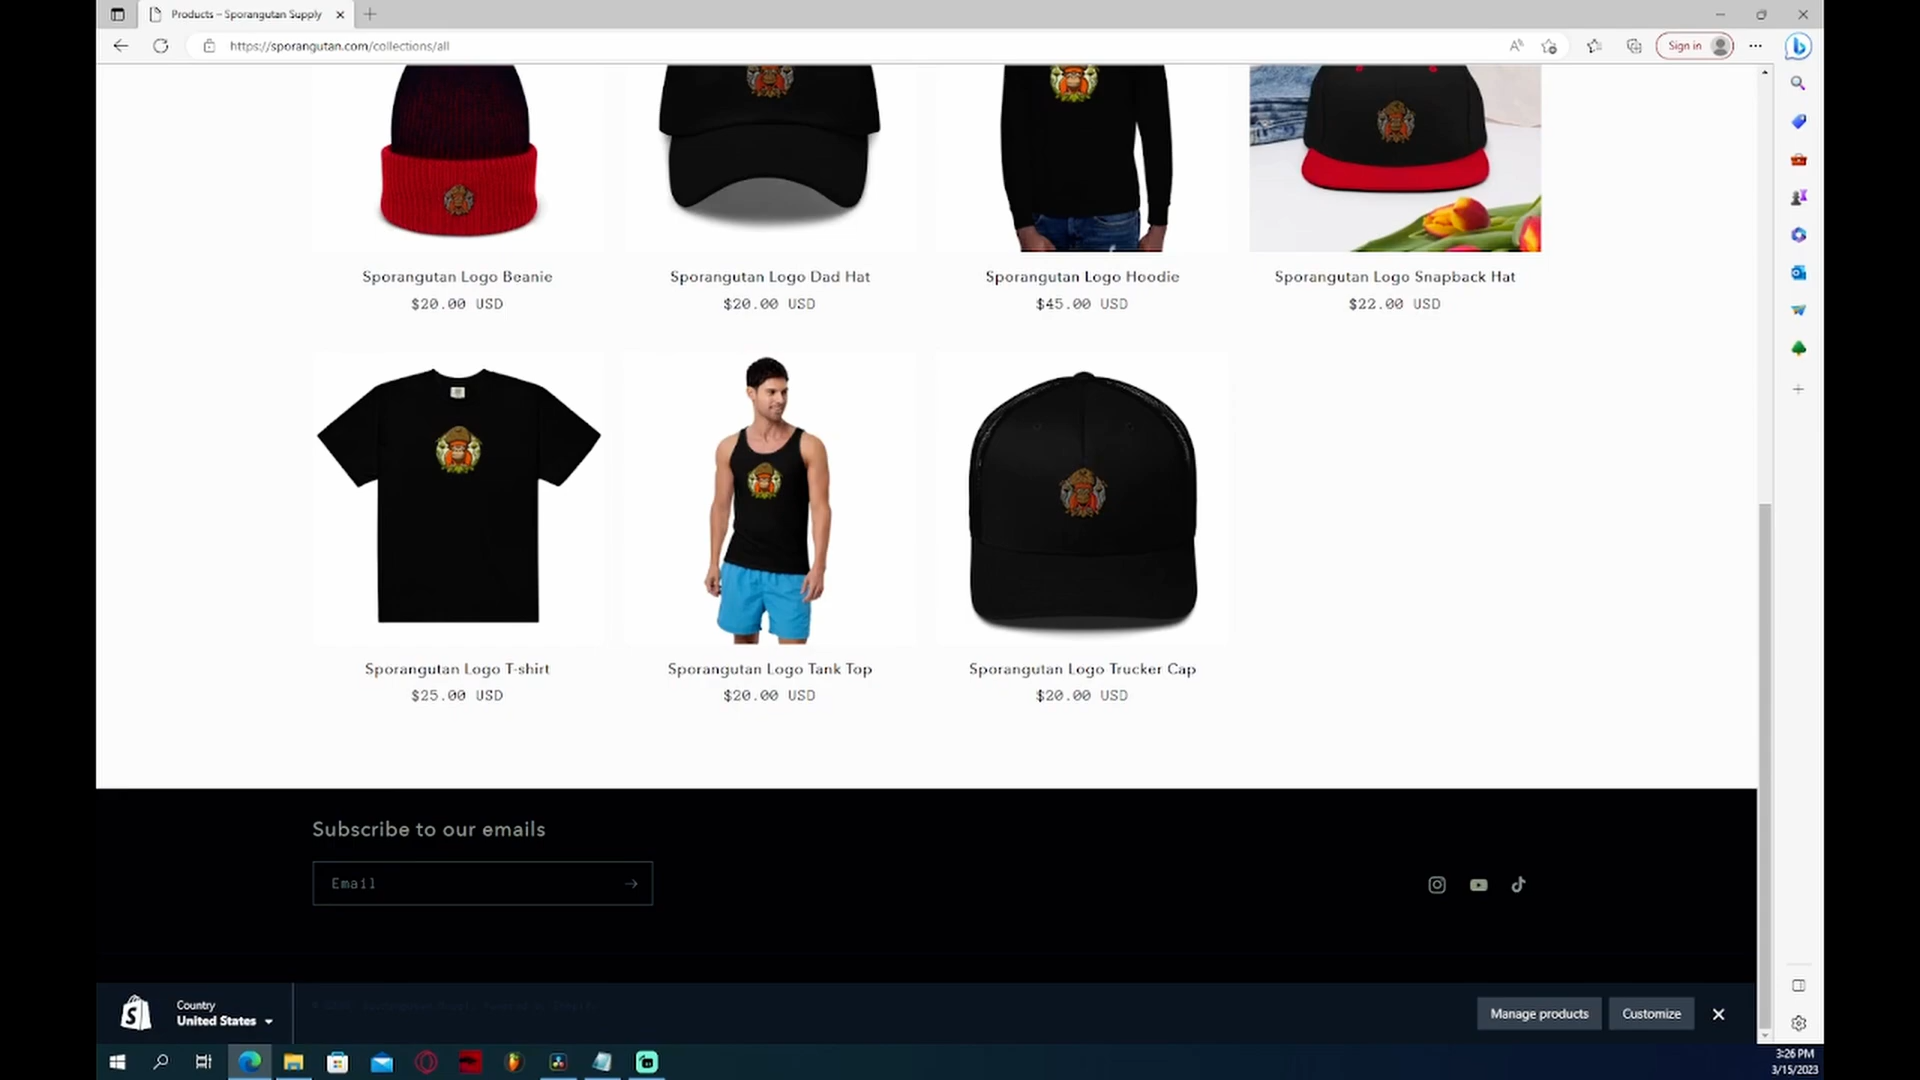 Products – Sporangutan Supply
https://sporangutan.com/collections/all
Sign in
Sporangutan Logo Beanie
$20.00 USD
Sporangutan Logo Dad Hat
$20.00 USD
Sporangutan Logo Hoodie
$45.00 USD
Sporangutan Logo Snapback Hat
$22.00 USD
Sporangutan Logo T-shirt
$25.00 USD
Sporangutan Logo Tank Top
$20.00 USD
Sporangutan Logo Trucker Cap
$20.00 USD
Subscribe to our emails
Email
Country
United States
Manage products
Customize
3:26 PM
3/15/2023